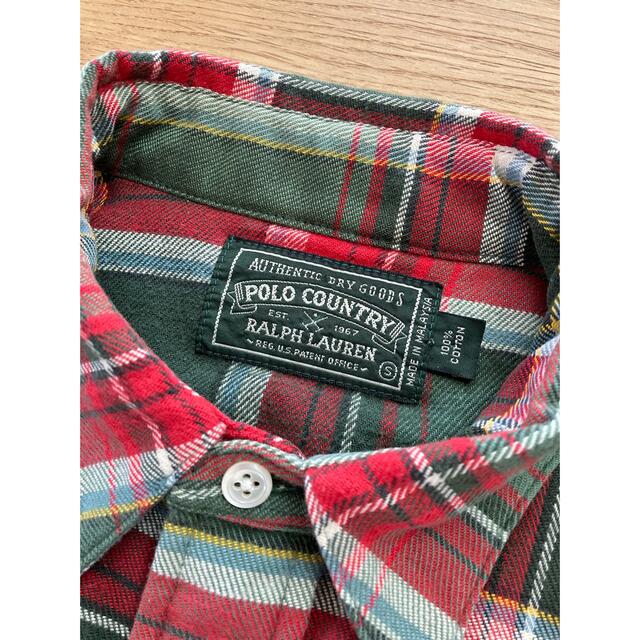 AUTHENTIC DRY GOODS
POLO COUNTRY
EST. 1967
RALPH LAUREN
REG. U.S. PATENT OFFICE
S
MADE IN MALAYSIA
100%
COTTON